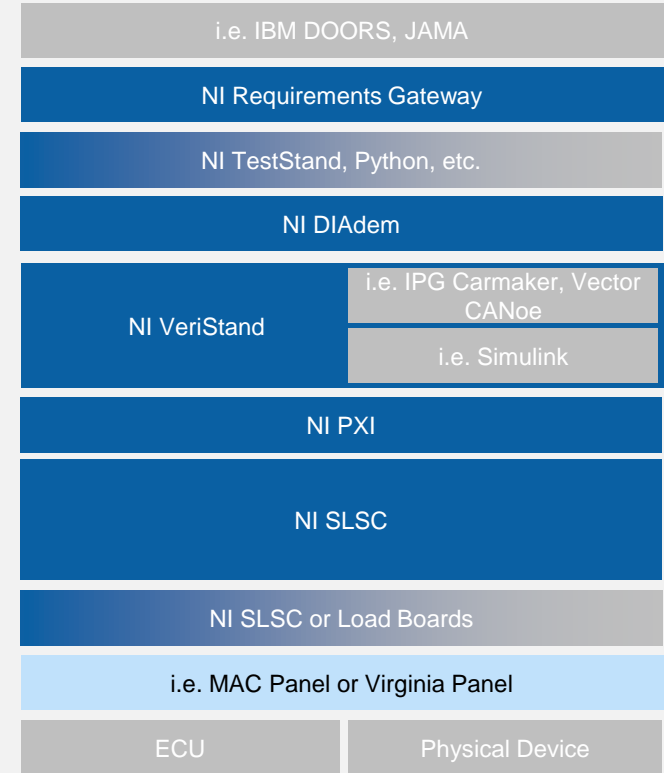 i.e. IBM DOORS, JAMA
NI Requirements Gateway
NI TestStand, Python, etc.
NI DIAdem
NI VeriStand
i.e. IPG Carmaker, Vector
CANoe
i.e. Simulink
NI PXI
NI SLSC
NI SLSC or Load Boards
i.e. MAC Panel or Virginia Panel
ECU
Physical Device